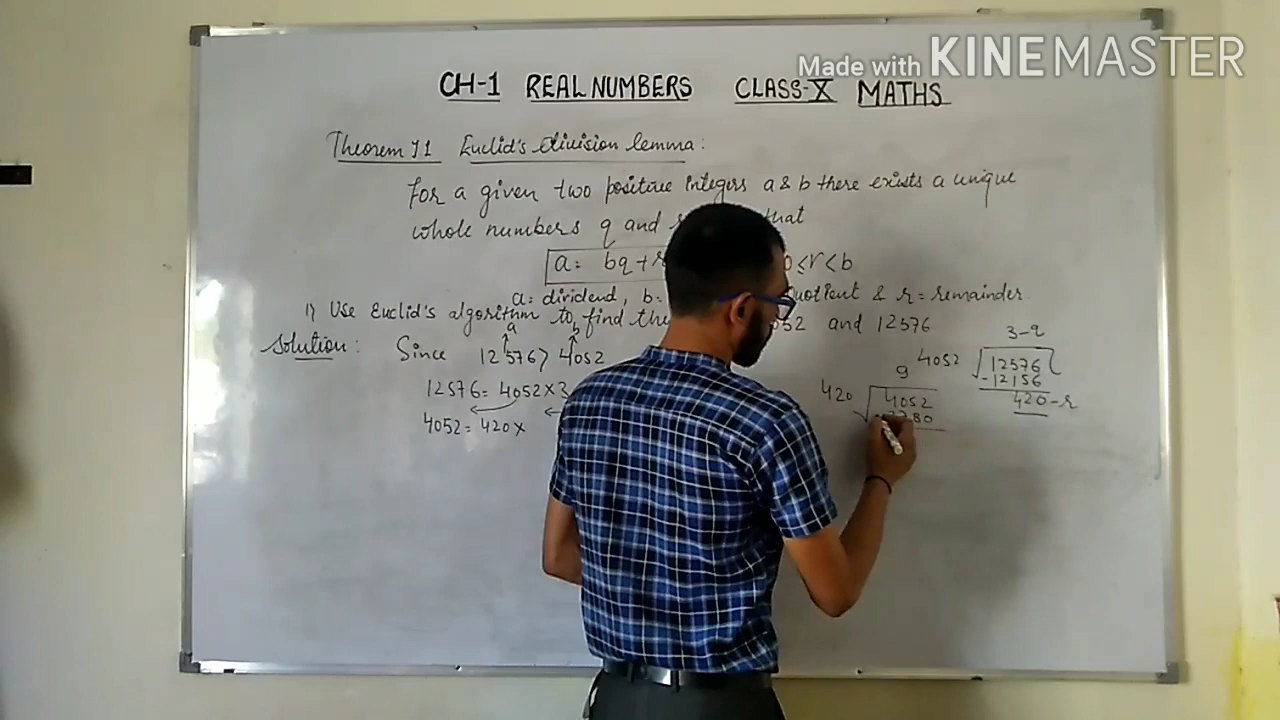 Made with KINEMASTER
CH-1 REAL NUMBERS CLASS-X MATHS
Theorem 1.1 Euclid's division lemma:
for a given two positive integers a & b there exists a unique
whole numbers q and that
a = bq + r 0 ≤ r < b
a = dividend, b = quotient & r = remainder
1) Use Euclid's algorithm to find the 4052 and 12576.
a b
Solution: Since 12576 > 4052
12576 = 4052 × 3
4052 = 420 ×
3-q
4052 12576
-12156
420-r
9
420 4052
80